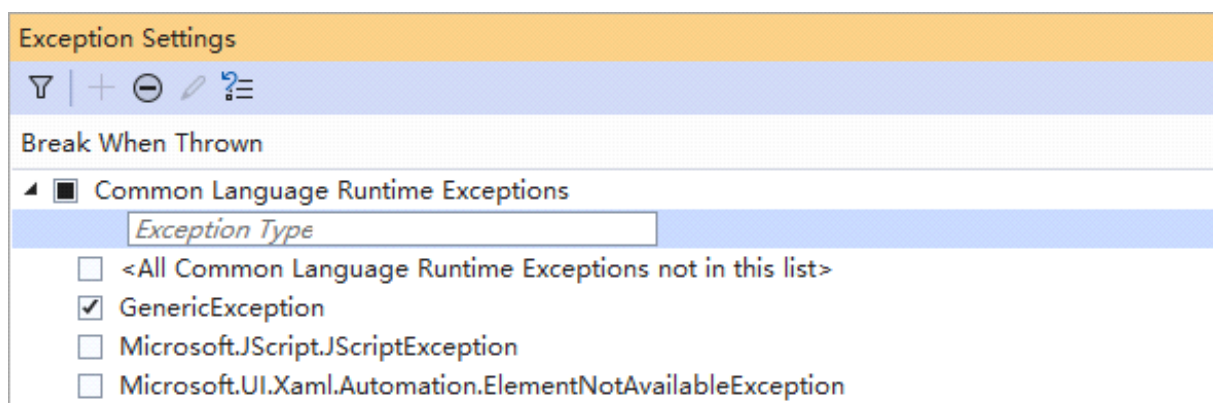 Exception Settings
Break When Thrown
Common Language Runtime Exceptions
Exception Type
<All Common Language Runtime Exceptions not in this list>
GenericException
Microsoft.JScript.JScriptException
Microsoft.UI.Xaml.Automation.ElementNotAvailableException